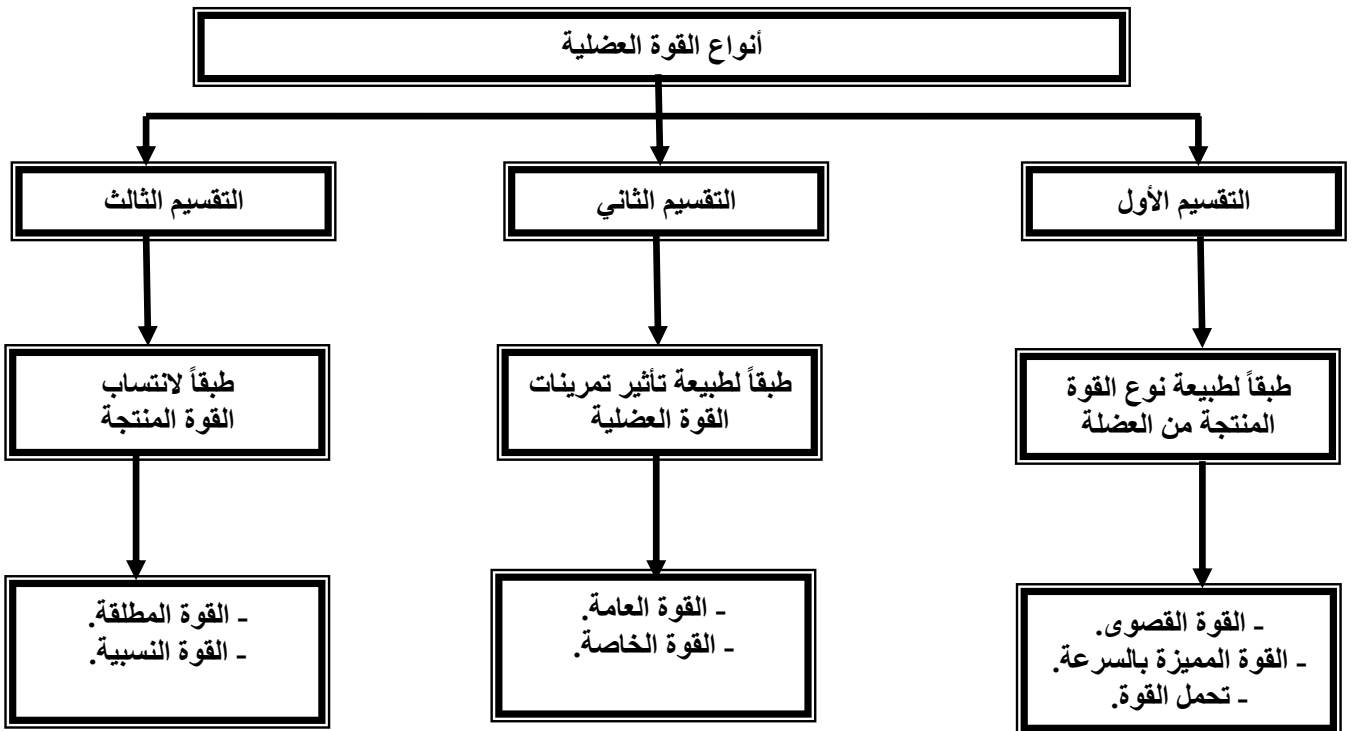 أنواع القوة العضلية
التقسيم الأول
التقسيم الثاني
التقسيم الثالث
طبقاً لطبيعة نوع القوة
المنتجة من العضلة
طبقاً لطبيعة تأثير تمرينات
القوة العضلية
طبقاً لانتساب
القوة المنتجة
- القوة القصوى.
- القوة المميزة بالسرعة.
- تحمل القوة.
- القوة العامة.
- القوة الخاصة.
- القوة المطلقة.
- القوة النسبية.